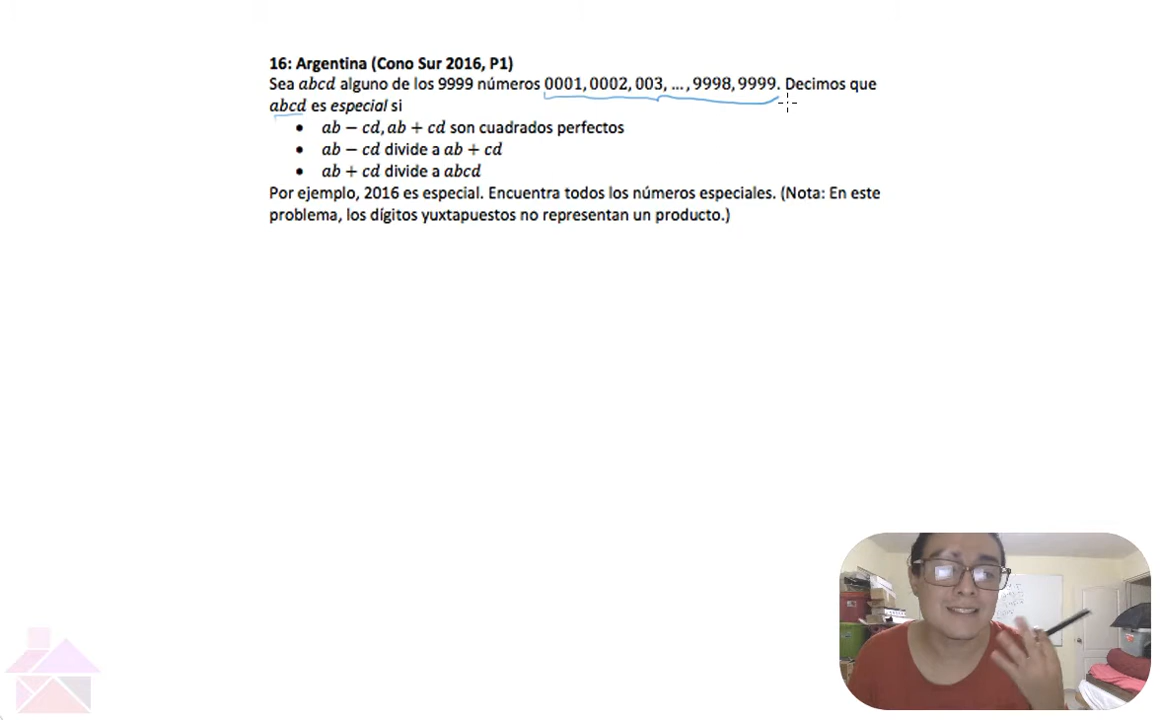 16: Argentina (Cono Sur 2016, P1)
Sea abcd alguno de los 9999 números 0001, 0002, 003, … , 9998, 9999. Decimos que
abcd es especial si
• ab − cd, ab + cd son cuadrados perfectos
• ab − cd divide a ab + cd
• ab + cd divide a abcd
Por ejemplo, 2016 es especial. Encuentra todos los números especiales. (Nota: En este
problema, los dígitos yuxtapuestos no representan un producto.)